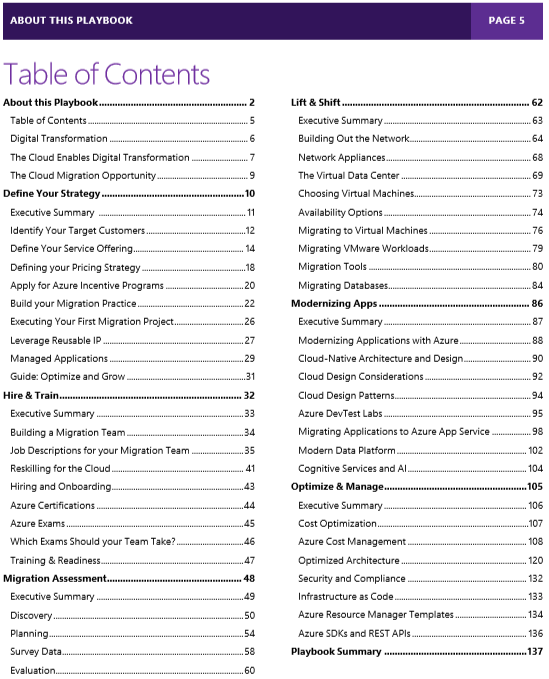 ABOUT THIS PLAYBOOK
PAGE 5
Table of Contents
About this Playbook 2
Table of Contents 5
Digital Transformation 6
The Cloud Enables Digital Transformation 7
The Cloud Migration Opportunity 9
Define Your Strategy 10
Executive Summary 11
Identify Your Target Customers 12
Define Your Service Offering 14
Defining your Pricing Strategy 18
Apply for Azure Incentive Programs 20
Build your Migration Practice 22
Executing Your First Migration Project 26
Leverage Reusable IP 27
Managed Applications 29
Guide: Optimize and Grow 31
Hire & Train 32
Executive Summary 33
Building a Migration Team 34
Job Descriptions for your Migration Team 35
Reskilling for the Cloud 41
Hiring and Onboarding 43
Azure Certifications 44
Azure Exams 45
Which Exams Should your Team Take? 46
Training & Readiness 47
Migration Assessment 48
Executive Summary 49
Discovery 50
Planning 54
Survey Data 58
Evaluation 60
Lift & Shift 62
Executive Summary 63
Building Out the Network 64
Network Appliances 68
The Virtual Data Center 69
Choosing Virtual Machines 73
Availability Options 74
Migrating to Virtual Machines 76
Migrating VMware Workloads 79
Migration Tools 80
Migrating Databases 84
Modernizing Apps 86
Executive Summary 87
Modernizing Applications with Azure 88
Cloud-Native Architecture and Design 90
Cloud Design Considerations 92
Cloud Design Patterns 94
Azure DevTest Labs 95
Migrating Applications to Azure App Service 98
Modern Data Platform 102
Cognitive Services and AI 104
Optimize & Manage 105
Executive Summary 106
Cost Optimization 107
Azure Cost Management 108
Optimized Architecture 120
Security and Compliance 132
Infrastructure as Code 133
Azure Resource Manager Templates 134
Azure SDKs and REST APIs 136
Playbook Summary 137